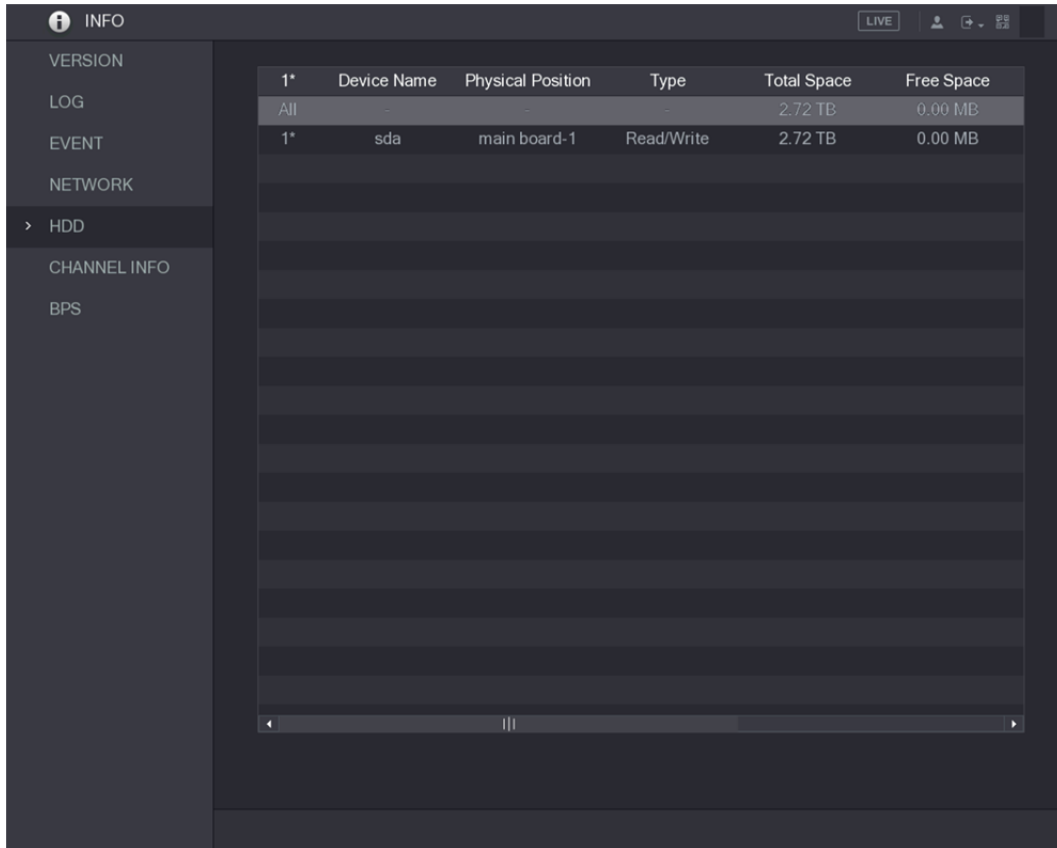 INFO LIVE
VERSION
LOG
EVENT
NETWORK
HDD
CHANNEL INFO
BPS
1* Device Name Physical Position Type Total Space Free Space
All - - - 2.72 TB 0.00 MB
1* sda main board-1 Read/Write 2.72 TB 0.00 MB